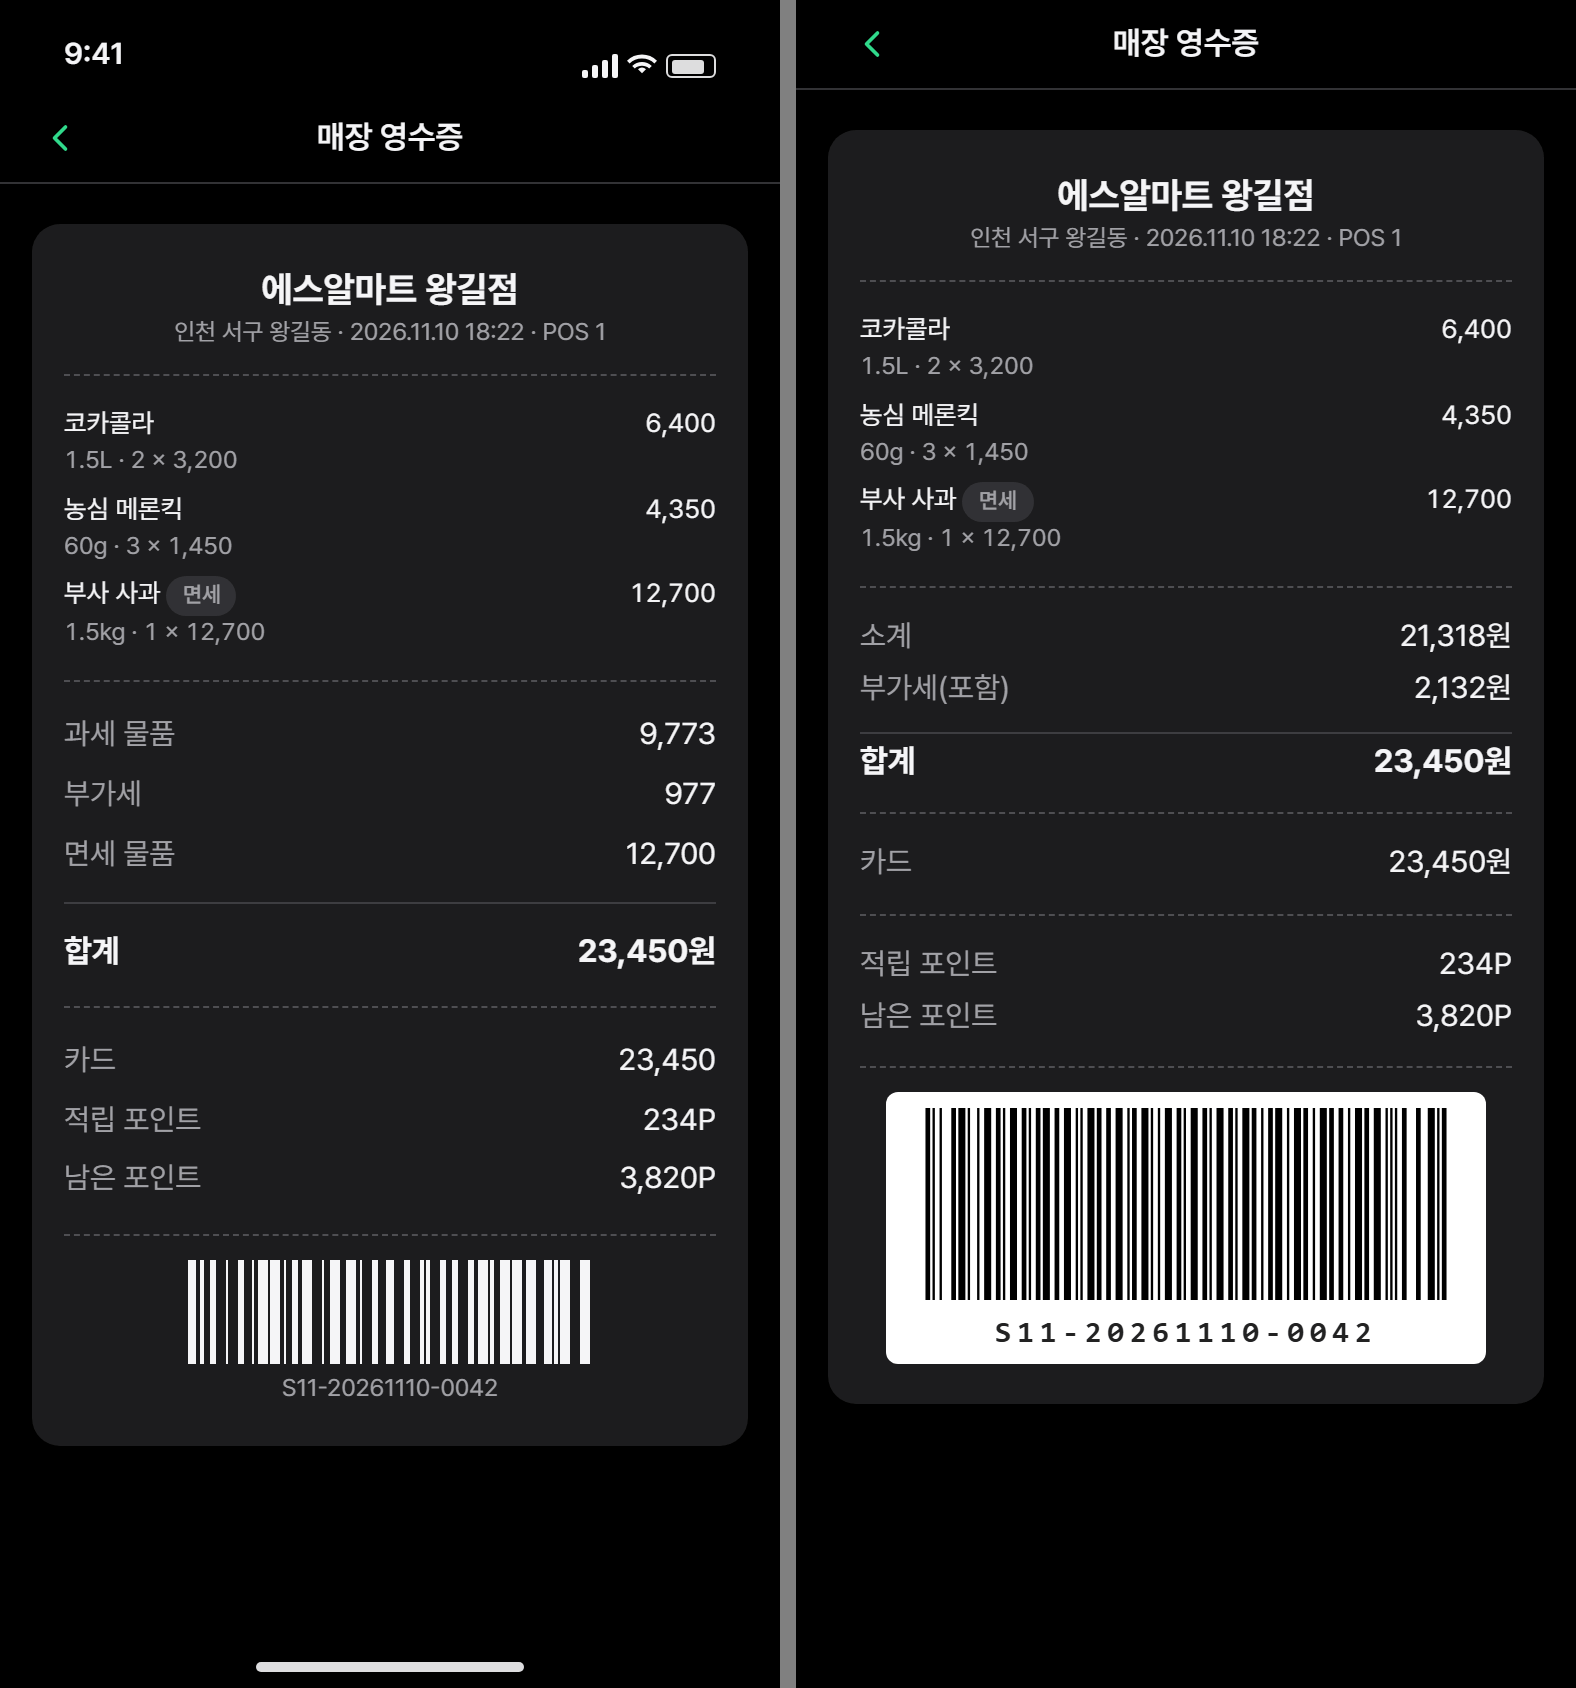 9:41
매장 영수증
에스알마트 왕길점
인천 서구 왕길동 · 2026.11.10 18:22 · POS 1
코카콜라 6,400
1.5L · 2 × 3,200
농심 메론킥 4,350
60g · 3 × 1,450
부사 사과 면세 12,700
1.5kg · 1 × 12,700
과세 물품 9,773
부가세 977
면세 물품 12,700
합계 23,450원
카드 23,450
적립 포인트 234P
남은 포인트 3,820P
S11-20261110-0042
매장 영수증
에스알마트 왕길점
인천 서구 왕길동 · 2026.11.10 18:22 · POS 1
코카콜라 6,400
1.5L · 2 × 3,200
농심 메론킥 4,350
60g · 3 × 1,450
부사 사과 면세 12,700
1.5kg · 1 × 12,700
소계 21,318원
부가세(포함) 2,132원
합계 23,450원
카드 23,450원
적립 포인트 234P
남은 포인트 3,820P
S11-20261110-0042